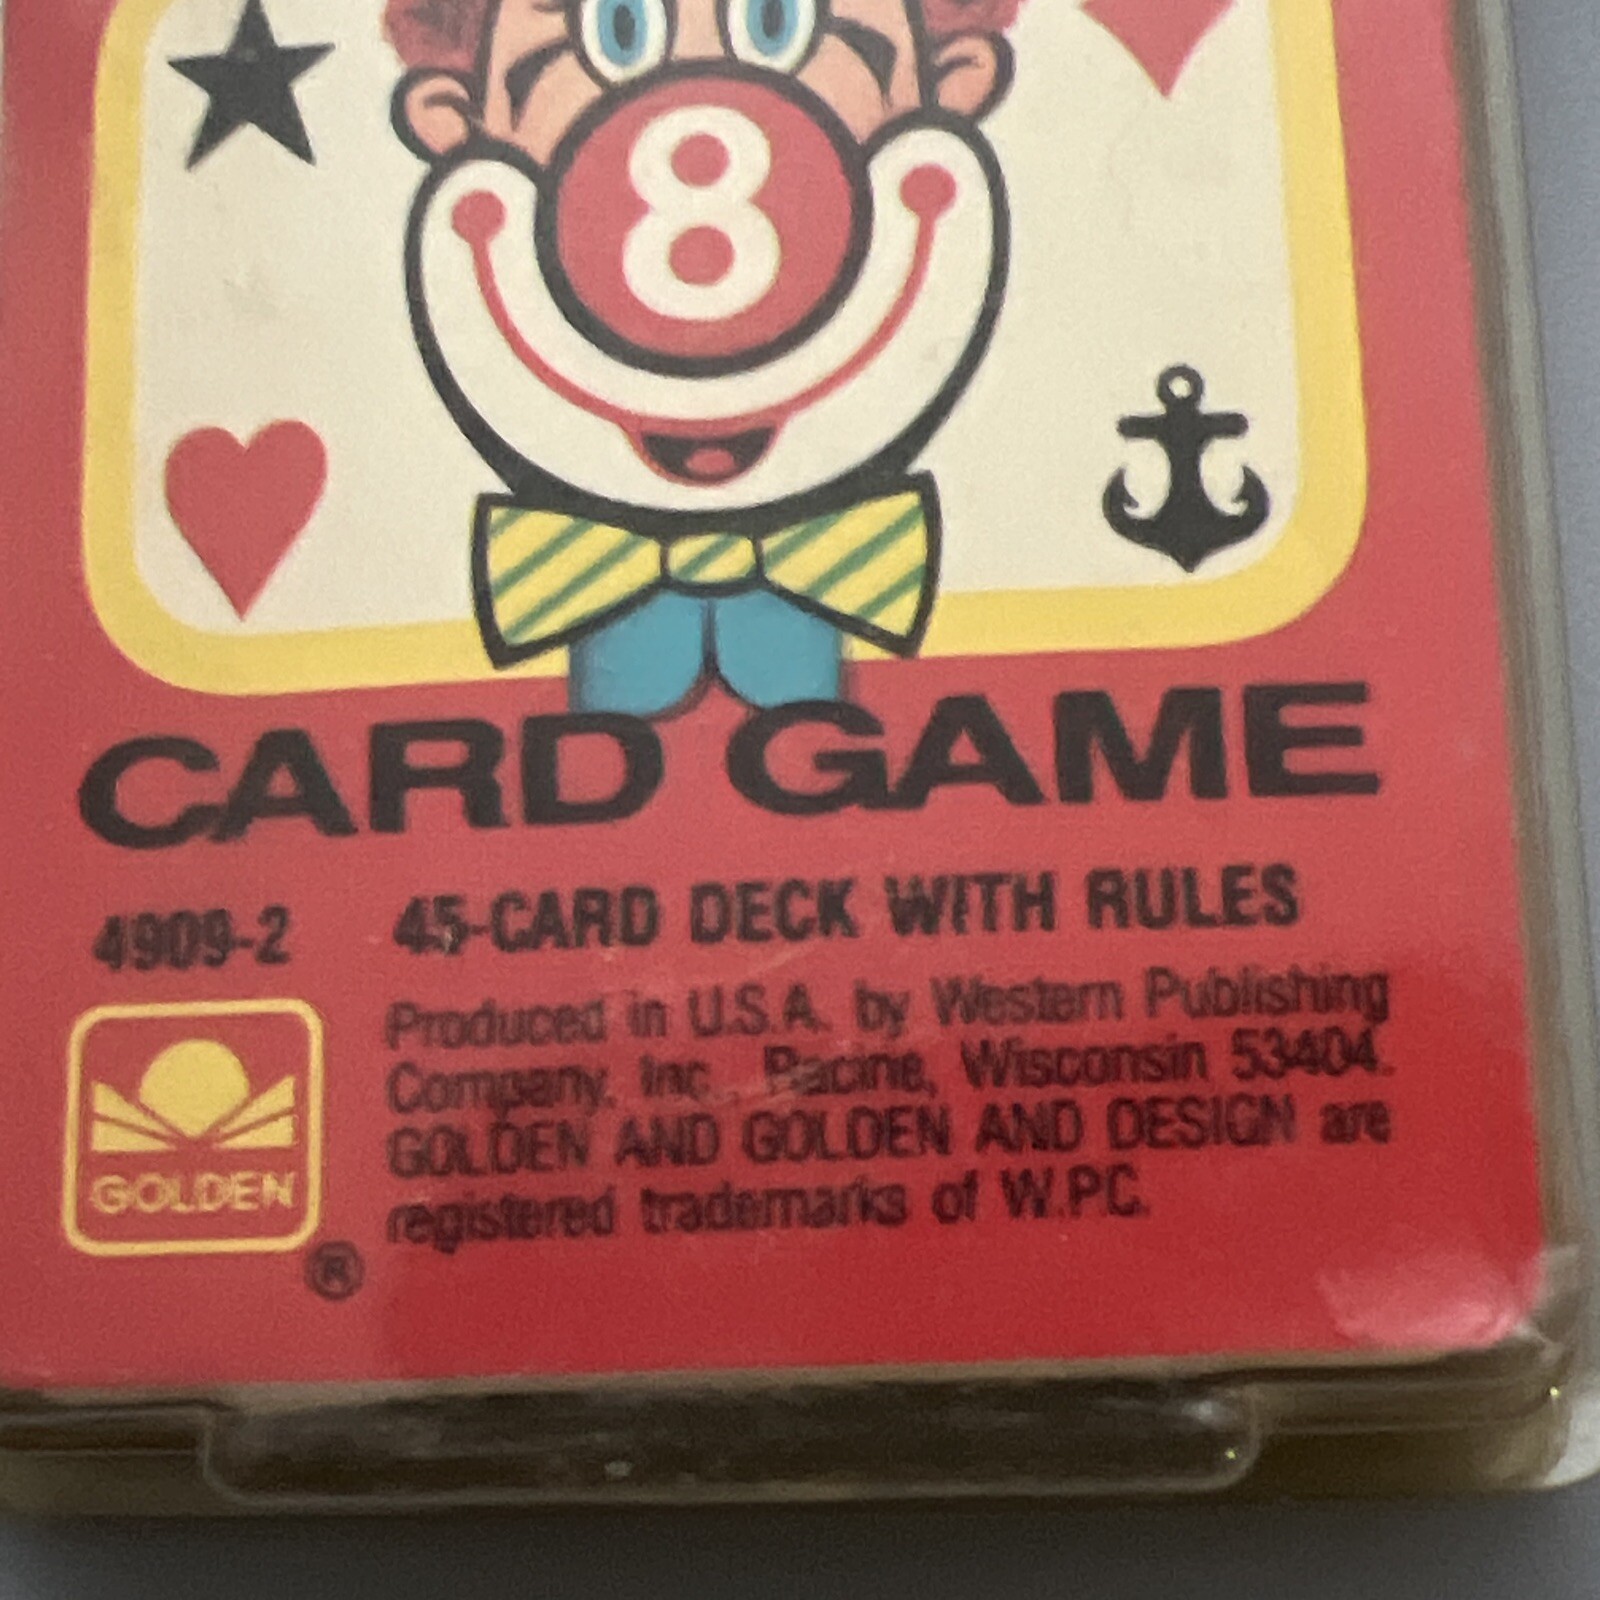 8
CARD GAME
4909-2 45-CARD DECK WITH RULES
Produced in U.S.A. by Western Publishing
Company, Inc. Racine, Wisconsin 53404.
GOLDEN AND GOLDEN AND DESIGN are
registered trademarks of W.P.C.
GOLDEN
®